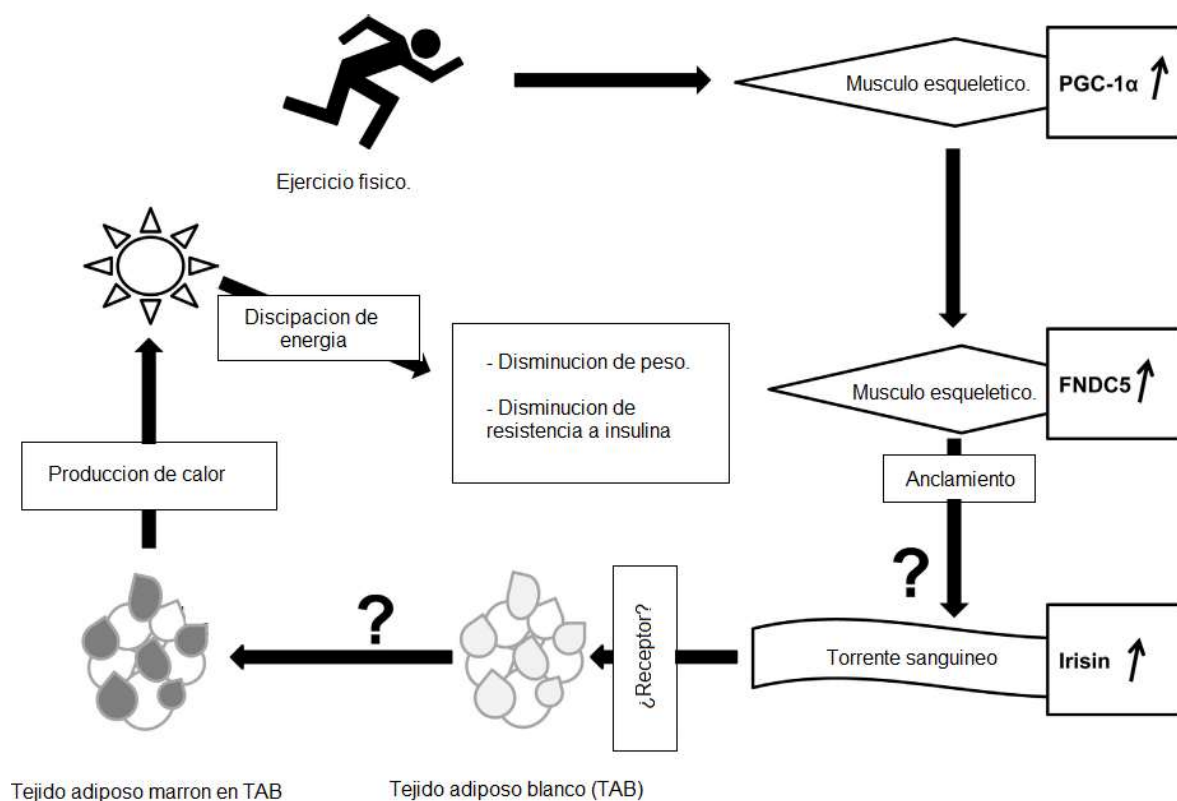 Musculo esqueletico.
PGC-1α
Ejercicio fisico.
Discipacion de
energia
- Disminucion de peso.
- Disminucion de
resistencia a insulina
Musculo esqueletico.
FNDC5
Produccion de calor
Anclamiento
?
¿Receptor?
?
Torrente sanguineo
Irisin
Tejido adiposo marron en TAB
Tejido adiposo blanco (TAB)